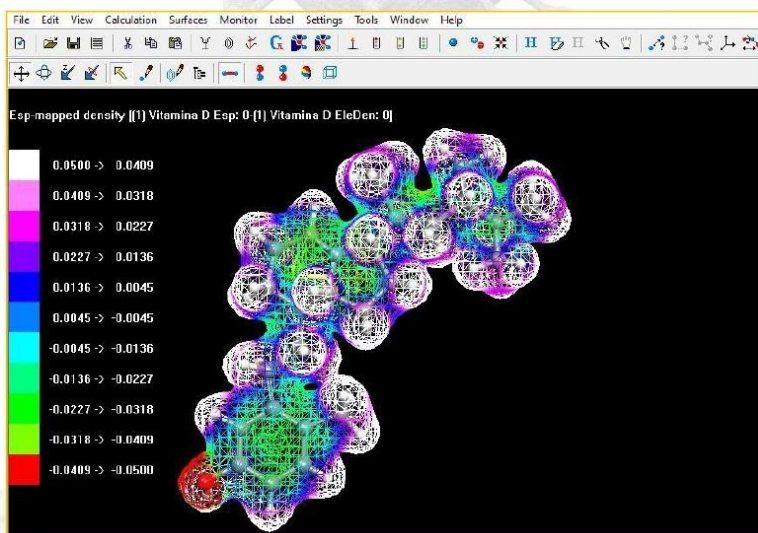 File Edit View Calculation Surfaces Monitor Label Settings Tools Window Help
Esp-mapped density [(1) Vitamina D Esp: 0-(1) Vitamina D EleDen: 0]
0.0500 -> 0.0409
0.0409 -> 0.0318
0.0318 -> 0.0227
0.0227 -> 0.0136
0.0136 -> 0.0045
0.0045 -> -0.0045
-0.0045 -> -0.0136
-0.0136 -> -0.0227
-0.0227 -> -0.0318
-0.0318 -> -0.0409
-0.0409 -> -0.0500